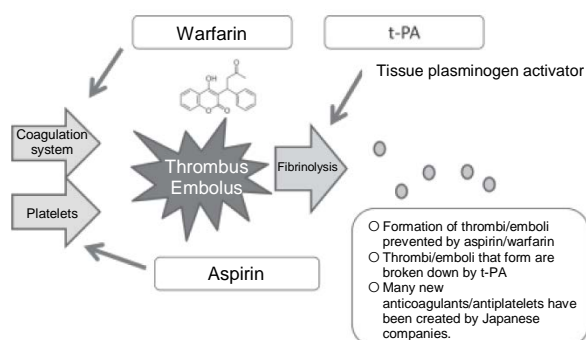 Warfarin
t-PA
Tissue plasminogen activator
O
OH
O
O
Coagulation
system
Thrombus
Embolus
Fibrinolysis
Platelets
Aspirin
○ Formation of thrombi/emboli
prevented by aspirin/warfarin
○ Thrombi/emboli that form are
broken down by t-PA
○ Many new
anticoagulants/antiplatelets have
been created by Japanese
companies.